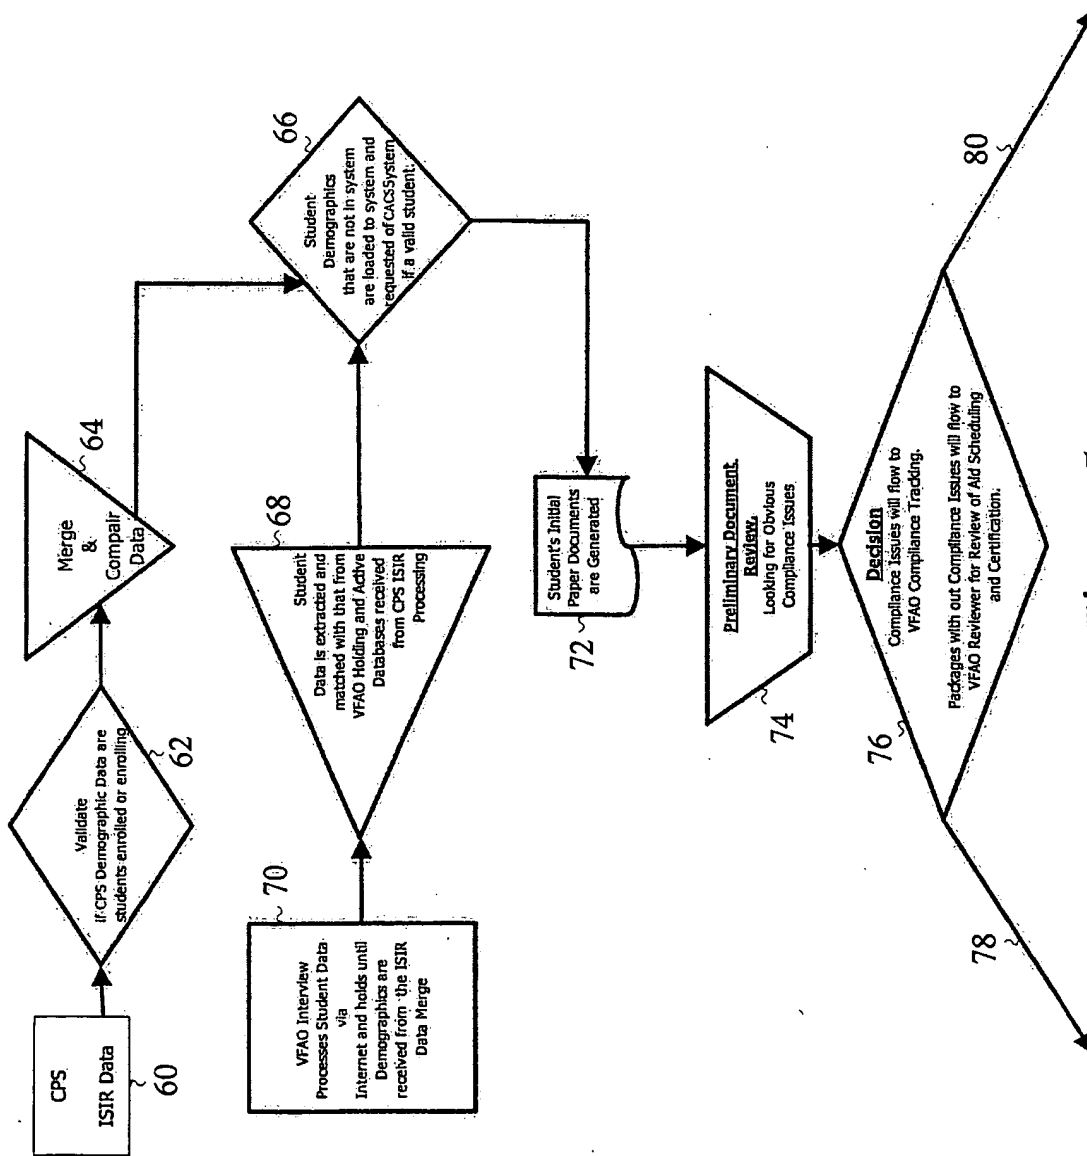 CPS
ISIR Data
60
Validate
if CPS Demographic Data are
students enrolled or enrolling
62
Merge
&
Compair
Data
64
Student
Demographics
that are not in system
are loaded to system and
requested of CACSSystem
if a valid student.
66
VFAO Interview
Processes Student Data
via
Internet and holds until
Demographics are
received from the ISIR
Data Merge
70
Student
Data is extracted and
matched with that from
VFAO Holding and Active
Databases received
from CPS ISIR
Processing
68
Student's Initial
Paper Documents
are Generated
72
Preliminary Document
Review.
Looking for Obvious
Compliance Issues
74
Decision
Compliance Issues will flow to
VFAO Compliance Tracking.
Packages with out Compliance Issues will flow to
VFAO Reviewer for Review of Aid Scheduling
and Certification.
76
78
80